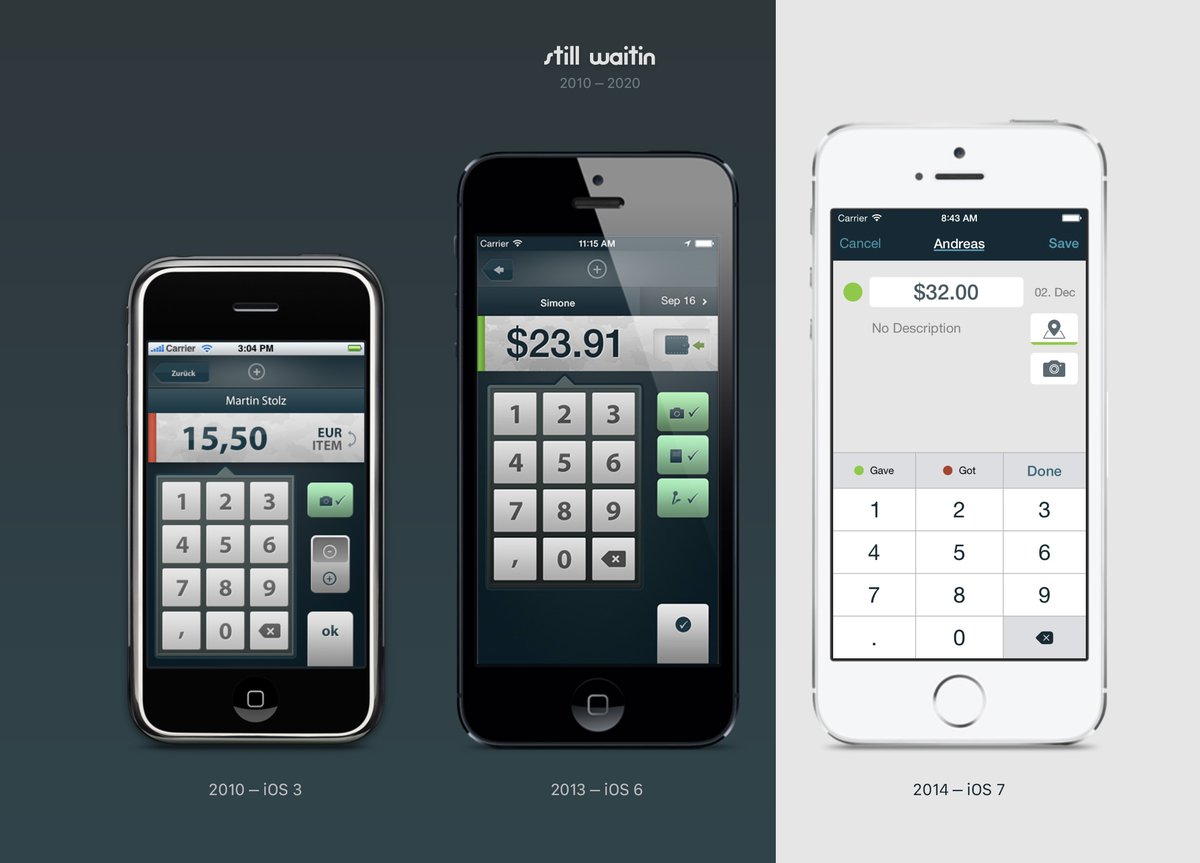 still waitin
2010 – 2020
Carrier
3:04 PM
Zurück
Martin Stolz
15,50
EUR
ITEM
1 2 3
4 5 6
7 8 9
, 0
ok
2010 – iOS 3
Carrier
11:15 AM
Simone
Sep 16
$23.91
1 2 3
4 5 6
7 8 9
, 0
2013 – iOS 6
Carrier
8:43 AM
Cancel
Andreas
Save
$32.00
02. Dec
No Description
Gave
Got
Done
1 2 3
4 5 6
7 8 9
. 0
2014 – iOS 7